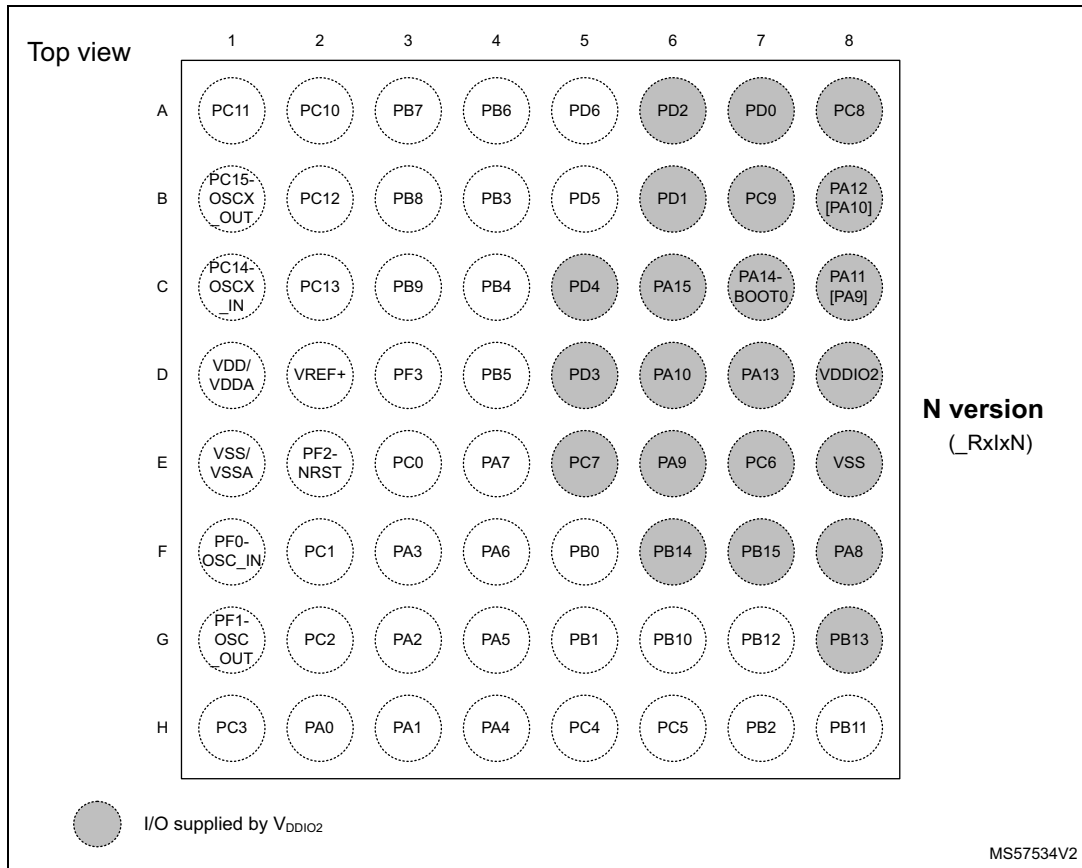 Top view
1 2 3 4 5 6 7 8
A PC11 PC10 PB7 PB6 PD6 PD2 PD0 PC8
B PC15-
OSCX
_OUT PC12 PB8 PB3 PD5 PD1 PC9 PA12
[PA10]
C PC14-
OSCX
_IN PC13 PB9 PB4 PD4 PA15 PA14-
BOOT0 PA11
[PA9]
D VDD/
VDDA VREF+ PF3 PB5 PD3 PA10 PA13 VDDIO2
E VSS/
VSSA PF2-
NRST PC0 PA7 PC7 PA9 PC6 VSS
F PF0-
OSC_IN PC1 PA3 PA6 PB0 PB14 PB15 PA8
G PF1-
OSC
_OUT PC2 PA2 PA5 PB1 PB10 PB12 PB13
H PC3 PA0 PA1 PA4 PC4 PC5 PB2 PB11
N version
(_RxIxN)
I/O supplied by VDDIO2
MS57534V2